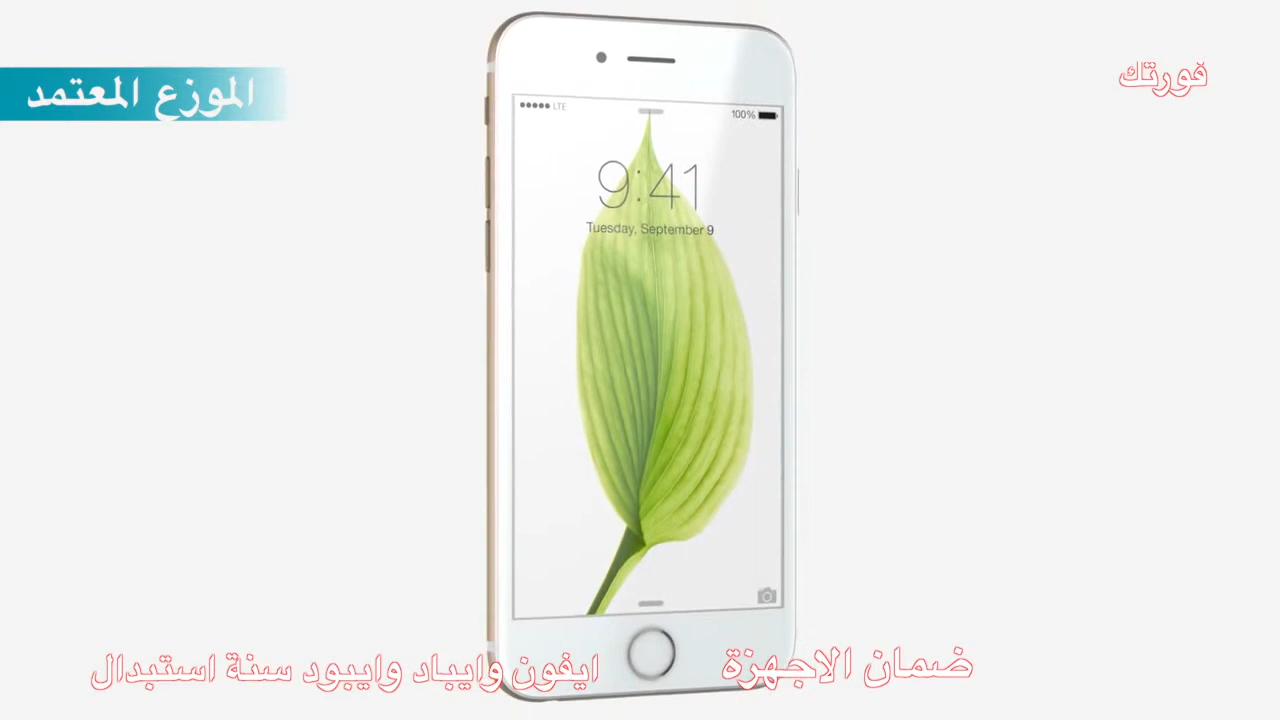 فورتك
الموزع المعتمد
●●●●● LTE
100%
9:41
Tuesday, September 9
ضمان الاجهزة
ايفون وايباد وايبود سنة استبدال